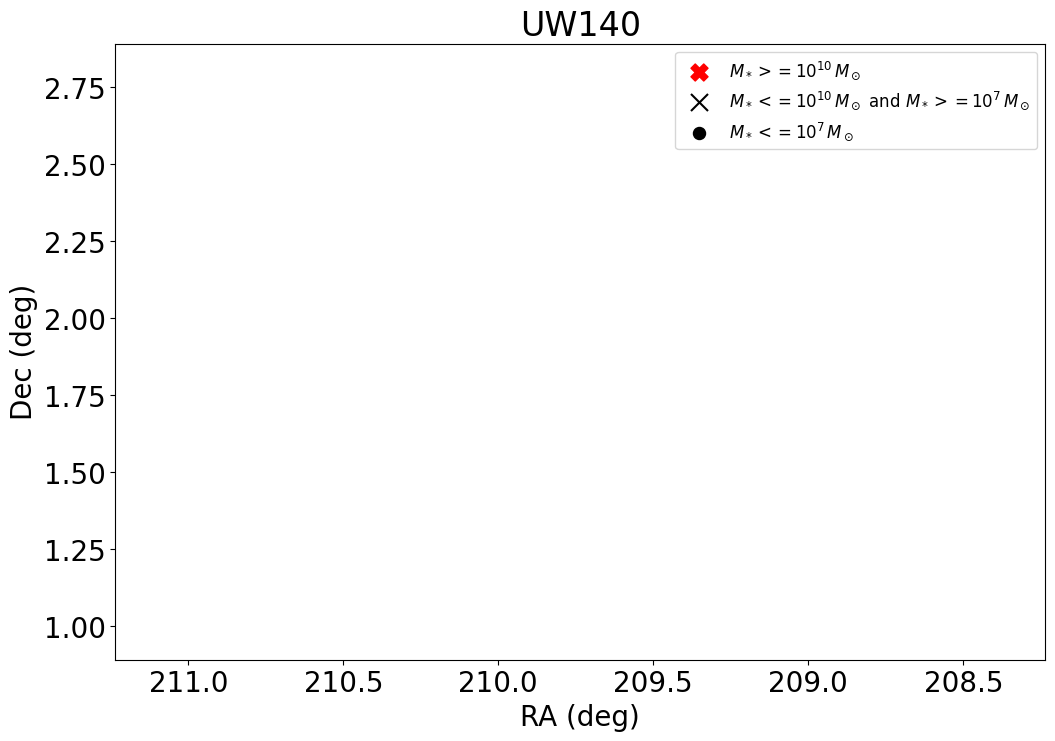 UW140
M* >= 10^10 M⊙
M* <= 10^10 M⊙ and M* >= 10^7 M⊙
M* <= 10^7 M⊙
2.75
2.50
2.25
2.00
1.75
1.50
1.25
1.00
Dec (deg)
211.0 210.5 210.0 209.5 209.0 208.5
RA (deg)